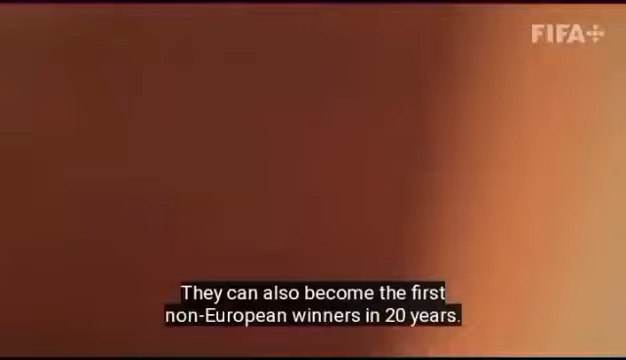 FIFA+
They can also become the first
non-European winners in 20 years.